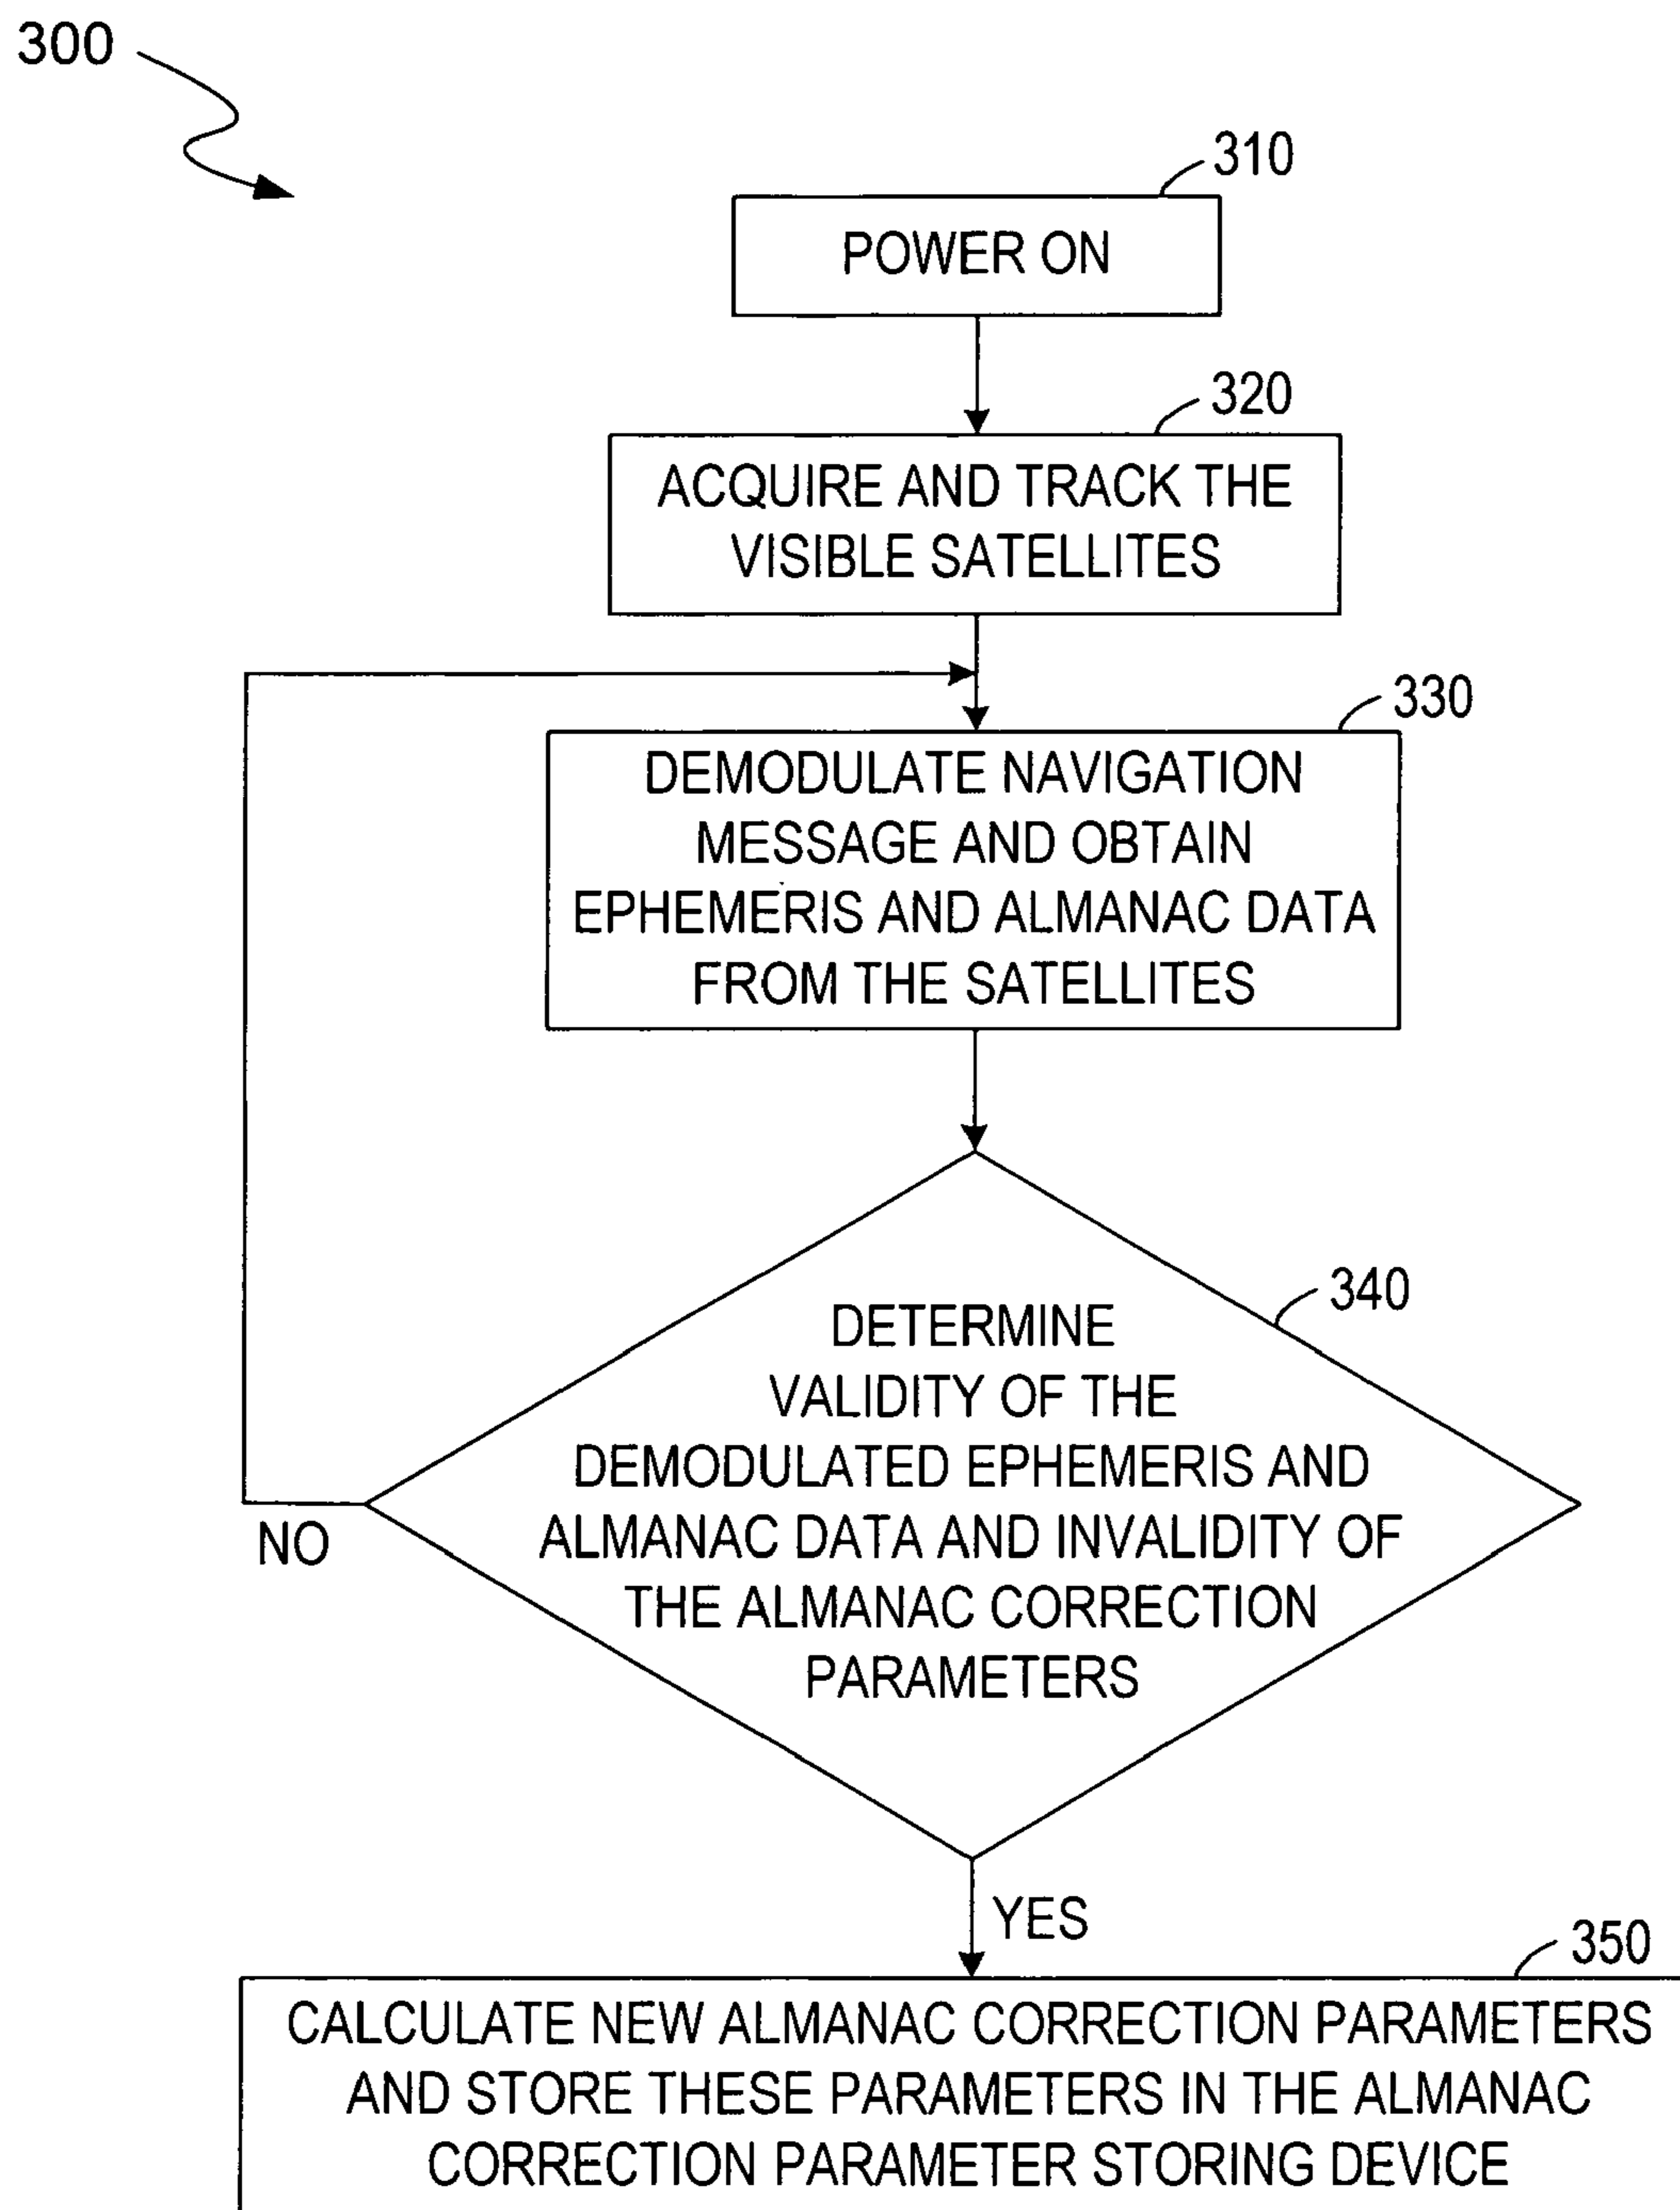 300
310
POWER ON
320
ACQUIRE AND TRACK THE
VISIBLE SATELLITES
330
DEMODULATE NAVIGATION
MESSAGE AND OBTAIN
EPHEMERIS AND ALMANAC DATA
FROM THE SATELLITES
340
DETERMINE
VALIDITY OF THE
DEMODULATED EPHEMERIS AND
ALMANAC DATA AND INVALIDITY OF
THE ALMANAC CORRECTION
PARAMETERS
NO
YES
350
CALCULATE NEW ALMANAC CORRECTION PARAMETERS
AND STORE THESE PARAMETERS IN THE ALMANAC
CORRECTION PARAMETER STORING DEVICE